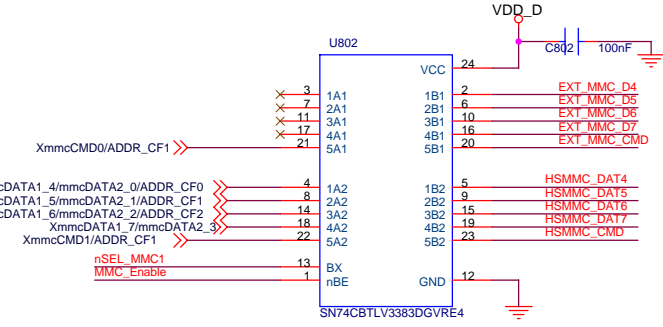 VDD_D
U802
C802 100nF
VCC 24
3 1A1 1B1 2 EXT_MMC_D4
7 2A1 2B1 6 EXT_MMC_D5
11 3A1 3B1 10 EXT_MMC_D6
17 4A1 4B1 16 EXT_MMC_D7
XmmcCMD0/ADDR_CF1 21 5A1 5B1 20 EXT_MMC_CMD
cDATA1_4/mmcDATA2_0/ADDR_CF0 4 1A2 1B2 5 HSMMC_DAT4
cDATA1_5/mmcDATA2_1/ADDR_CF1 8 2A2 2B2 9 HSMMC_DAT5
cDATA1_6/mmcDATA2_2/ADDR_CF2 14 3A2 3B2 15 HSMMC_DAT6
XmmcDATA1_7/mmcDATA2_3 18 4A2 4B2 19 HSMMC_DAT7
XmmcCMD1/ADDR_CF1 22 5A2 5B2 23 HSMMC_CMD
nSEL_MMC1 13 BX
MMC_Enable 1 nBE GND 12
SN74CBTLV3383DGVRE4